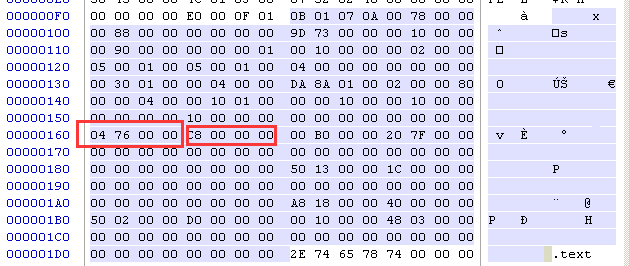 000000F0 00 00 00 00 E0 00 0F 01 0B 01 07 0A 00 78 00 00 à x
00000100 00 88 00 00 00 00 00 00 9D 73 00 00 00 10 00 00 ˆ □s
00000110 00 90 00 00 00 00 00 01 00 10 00 00 00 02 00 00 □
00000120 05 00 01 00 05 00 01 00 04 00 00 00 00 00 00 00
00000130 00 30 01 00 00 04 00 00 DA 8A 01 00 02 00 00 80 0 ÚŠ €
00000140 00 00 04 00 00 10 01 00 00 00 10 00 00 10 00 00
00000150 00 00 00 00 10 00 00 00 00 00 00 00 00 00 00 00
00000160 04 76 00 00 C8 00 00 00 00 B0 00 00 20 7F 00 00 v È °
00000170 00 00 00 00 00 00 00 00 00 00 00 00 00 00 00 00
00000180 00 00 00 00 00 00 00 00 50 13 00 00 1C 00 00 00 P
00000190 00 00 00 00 00 00 00 00 00 00 00 00 00 00 00 00
000001A0 00 00 00 00 00 00 00 00 A8 18 00 00 40 00 00 00 ¨ @
000001B0 50 02 00 00 D0 00 00 00 00 10 00 00 48 03 00 00 P Ð H
000001C0 00 00 00 00 00 00 00 00 00 00 00 00 00 00 00 00
000001D0 00 00 00 00 00 00 00 00 2E 74 65 78 74 00 00 00 .text